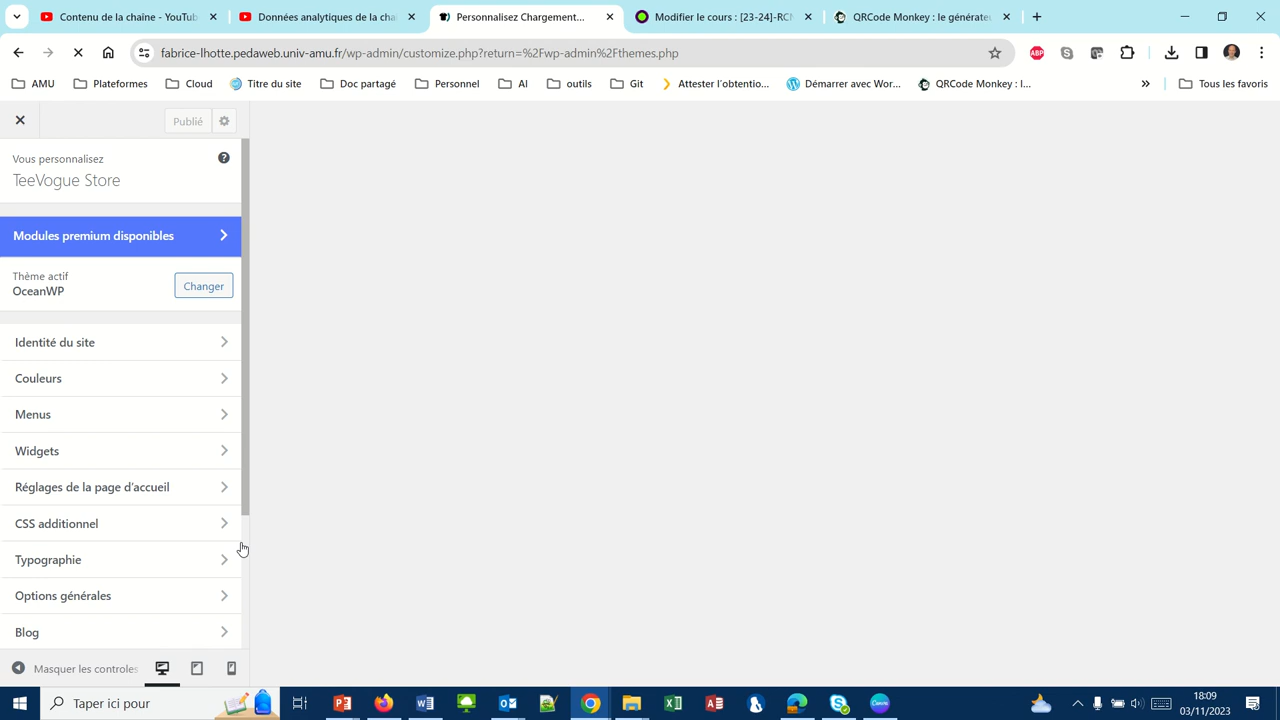 Contenu de la chaîne - YouTub
Données analytiques de la cha
Personnalisez Chargement…
Modifier le cours : [23-24]-RCN
QRCode Monkey : le générateu
fabrice-lhotte.pedaweb.univ-amu.fr/wp-admin/customize.php?return=%2Fwp-admin%2Fthemes.php
ABP
AMU
Plateformes
Cloud
Titre du site
Doc partagé
Personnel
AI
outils
Git
Attester l'obtentio...
Démarrer avec Wor...
QRCode Monkey : l...
»
Tous les favoris
Publié
Vous personnalisez
TeeVogue Store
Modules premium disponibles
Thème actif
OceanWP
Changer
Identité du site
Couleurs
Menus
Widgets
Réglages de la page d'accueil
CSS additionnel
Typographie
Options générales
Blog
Masquer les controles
Taper ici pour
18:09
03/11/2023